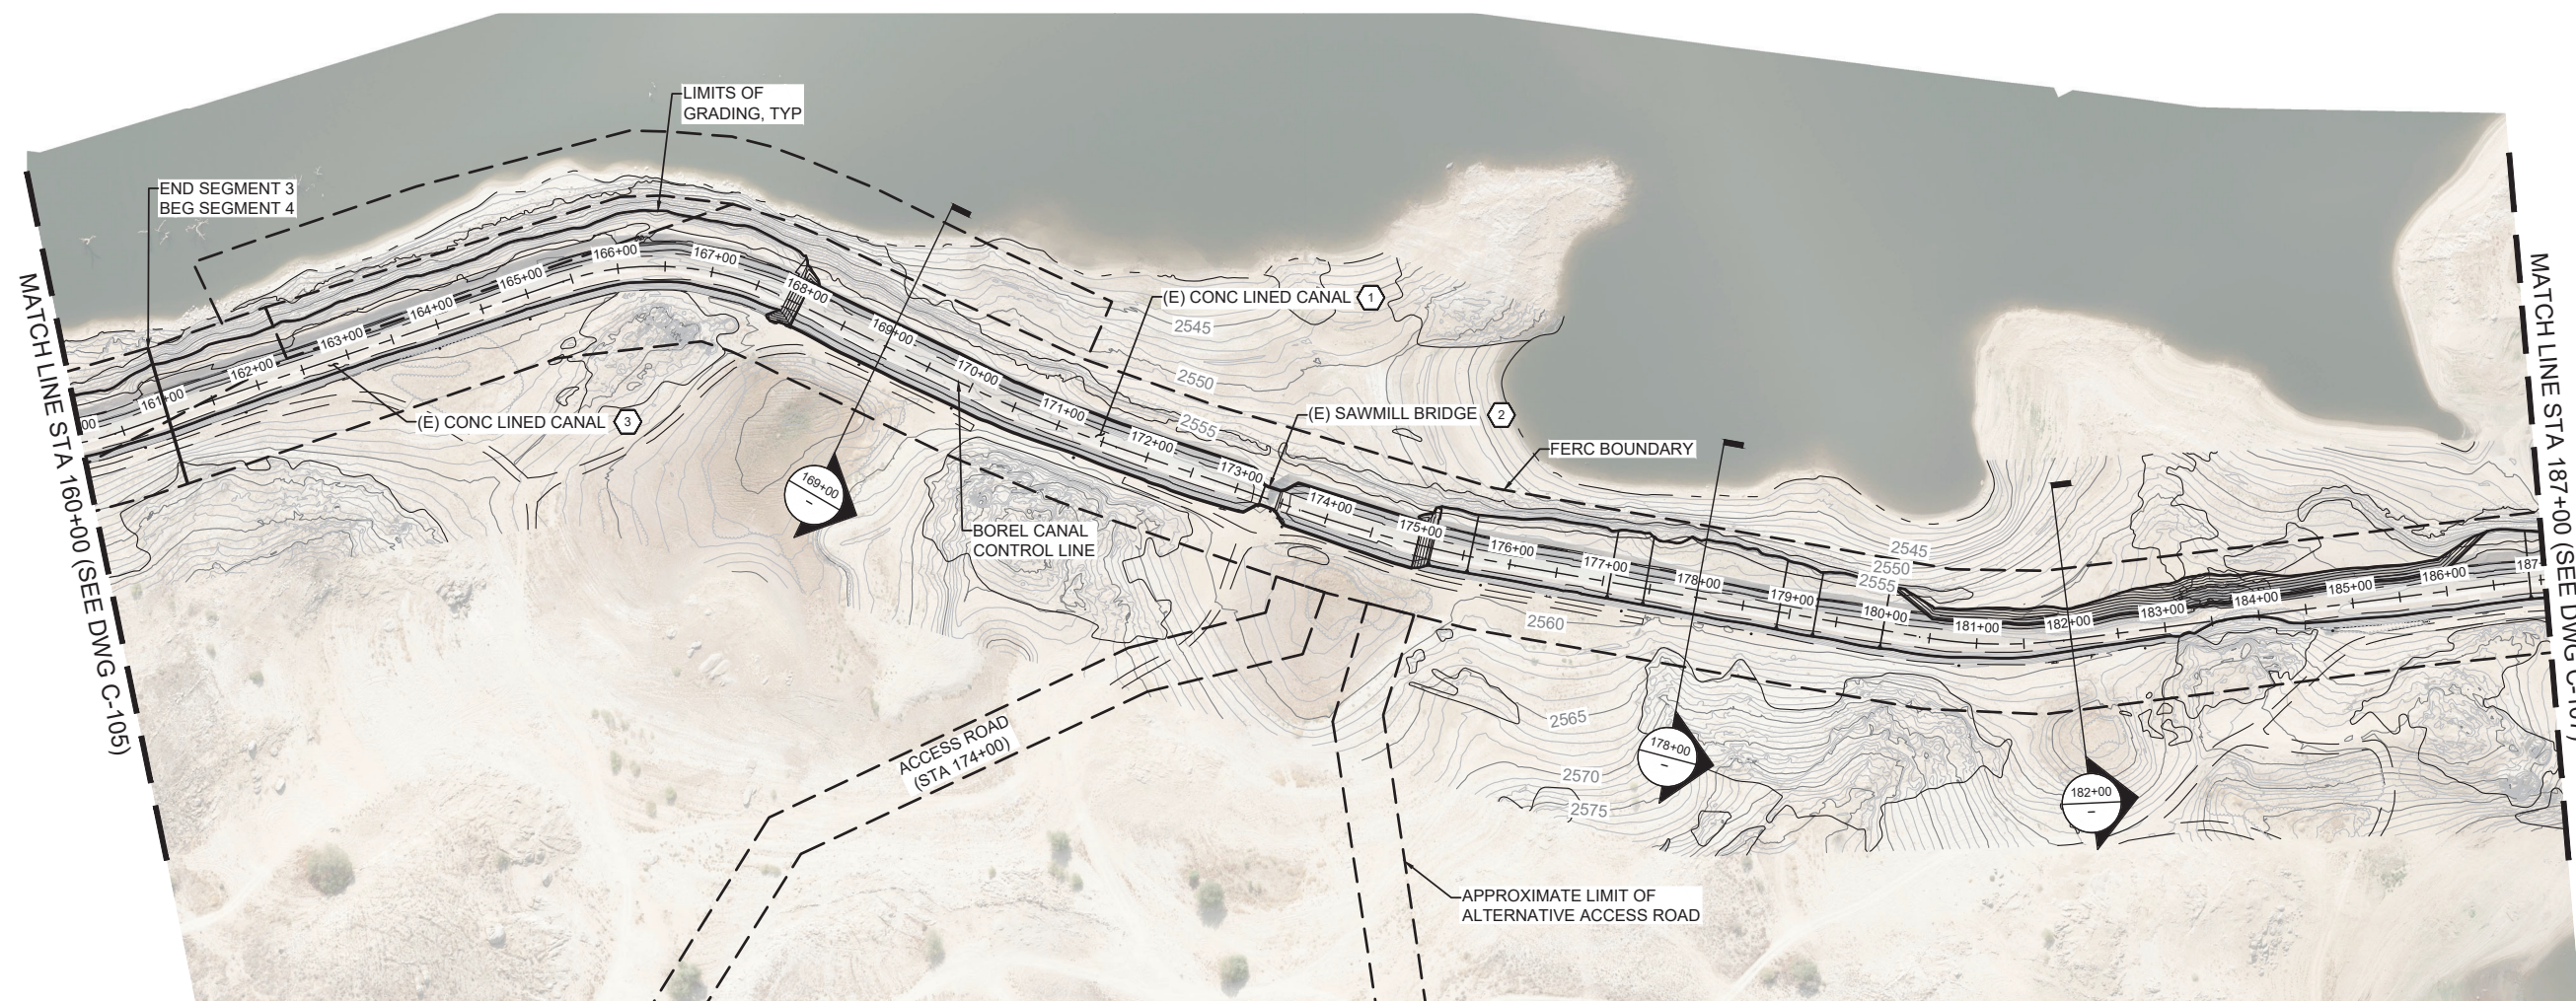 LIMITS OF
GRADING, TYP
END SEGMENT 3
BEG SEGMENT 4
MATCH LINE STA 160+00 (SEE DWG C-105)
00
161+00
162+00
163+00
164+00
165+00
166+00
167+00
168+00
169+00
170+00
171+00
172+00
173+00
174+00
175+00
176+00
177+00
178+00
179+00
180+00
181+00
182+00
183+00
184+00
185+00
186+00
187+
(E) CONC LINED CANAL 1
2545
2550
2555
(E) CONC LINED CANAL 3
(E) SAWMILL BRIDGE 2
FERC BOUNDARY
169+00
–
BOREL CANAL
CONTROL LINE
2545
2550
2555
2560
2565
2570
2575
178+00
–
182+00
–
ACCESS ROAD
(STA 174+00)
APPROXIMATE LIMIT OF
ALTERNATIVE ACCESS ROAD
MATCH LINE STA 187+00 (SEE DWG